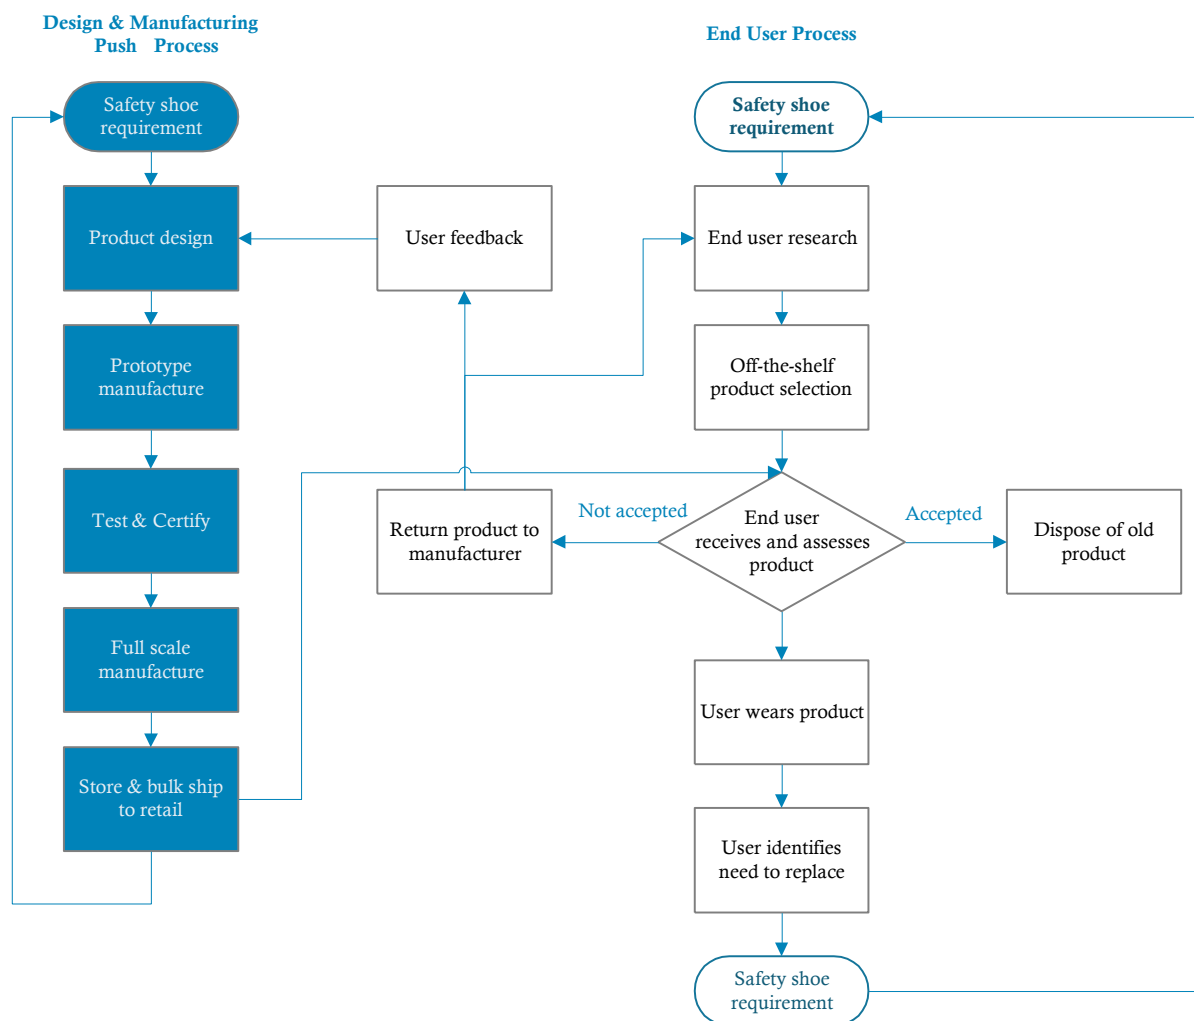 Design & Manufacturing
Push Process
End User Process
Safety shoe
requirement
Safety shoe
requirement
Product design
User feedback
End user research
Prototype
manufacture
Off-the-shelf
product selection
Test & Certify
Return product to
manufacturer
Not accepted
End user
receives and assesses
product
Accepted
Dispose of old
product
Full scale
manufacture
User wears product
Store & bulk ship
to retail
User identifies
need to replace
Safety shoe
requirement